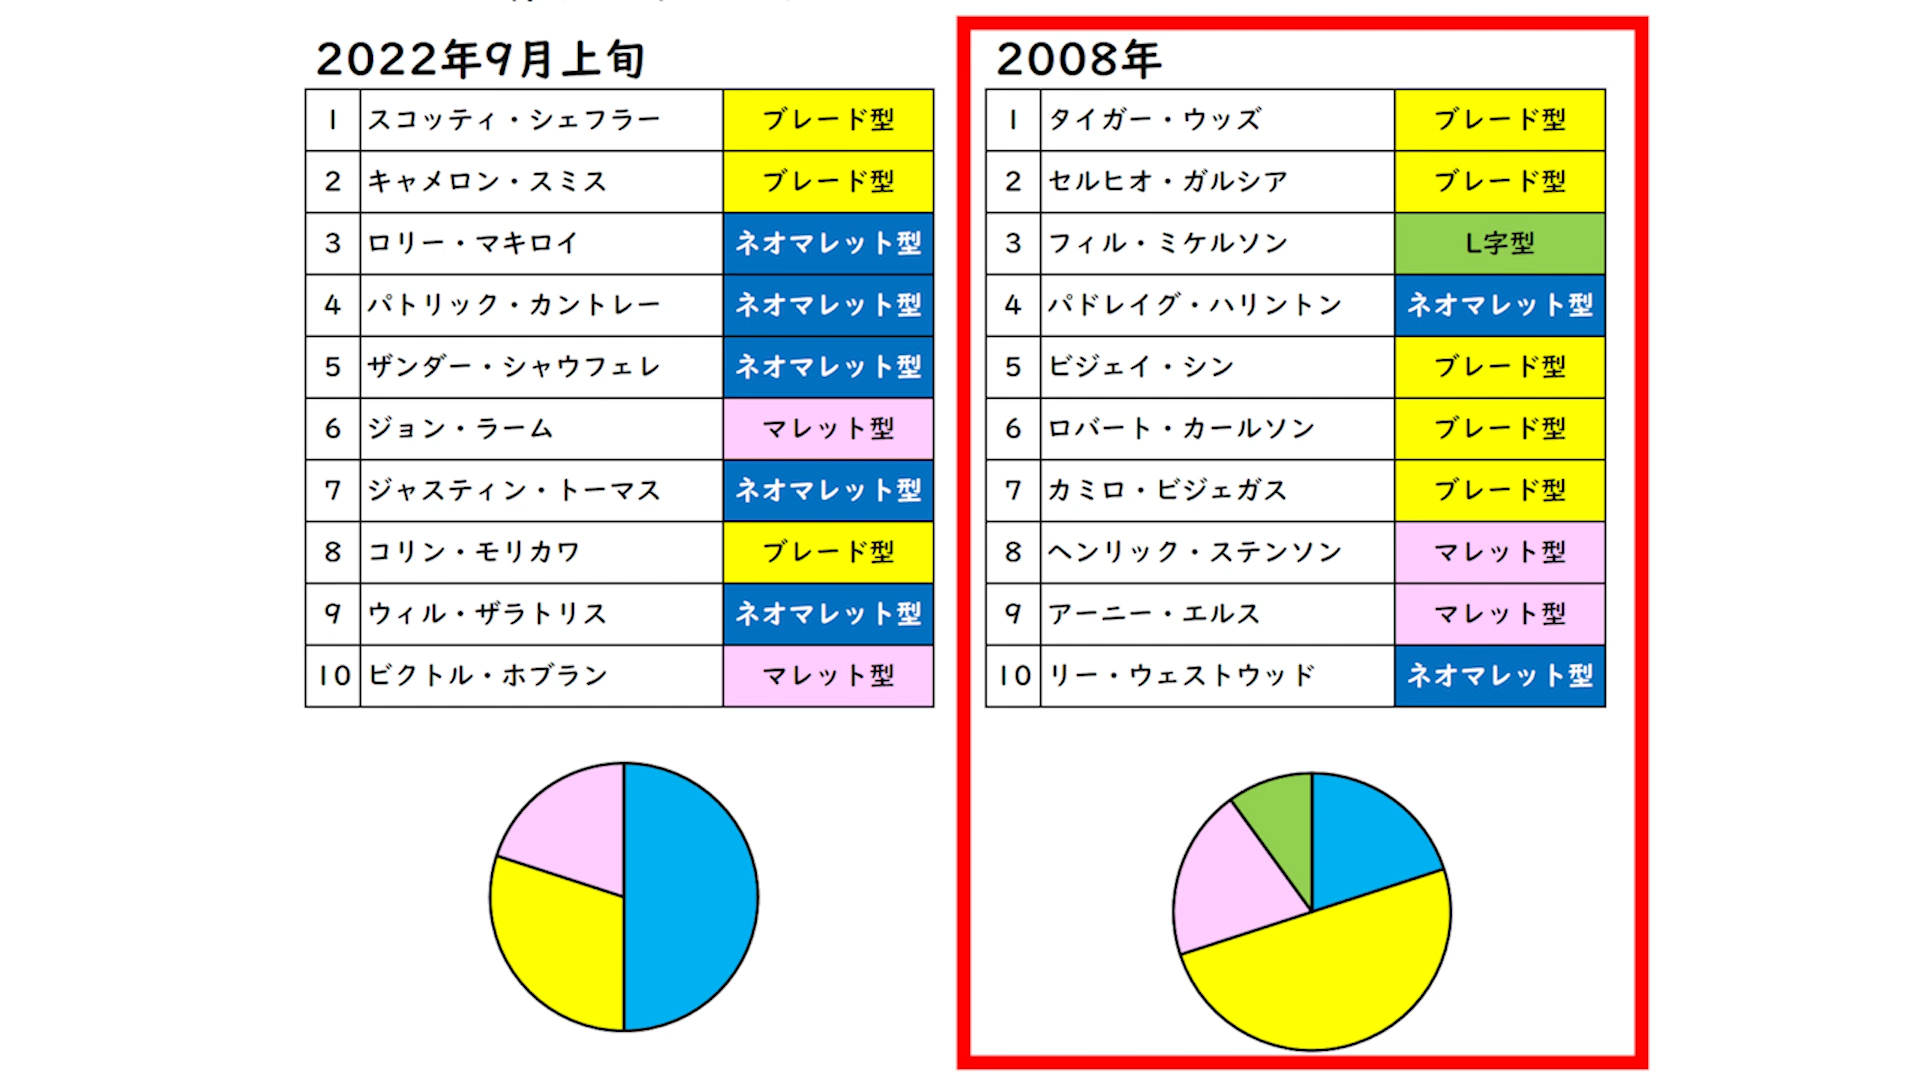 2022年9月上旬
1 スコッティ・シェフラー ブレード型
2 キャメロン・スミス ブレード型
3 ロリー・マキロイ ネオマレット型
4 パトリック・カントレー ネオマレット型
5 ザンダー・シャウフェレ ネオマレット型
6 ジョン・ラーム マレット型
7 ジャスティン・トーマス ネオマレット型
8 コリン・モリカワ ブレード型
9 ウィル・ザラトリス ネオマレット型
10 ビクトル・ホブラン マレット型
2008年
1 タイガー・ウッズ ブレード型
2 セルヒオ・ガルシア ブレード型
3 フィル・ミケルソン L字型
4 パドレイグ・ハリントン ネオマレット型
5 ビジェイ・シン ブレード型
6 ロバート・カールソン ブレード型
7 カミロ・ビジェガス ブレード型
8 ヘンリック・ステンソン マレット型
9 アーニー・エルス マレット型
10 リー・ウェストウッド ネオマレット型